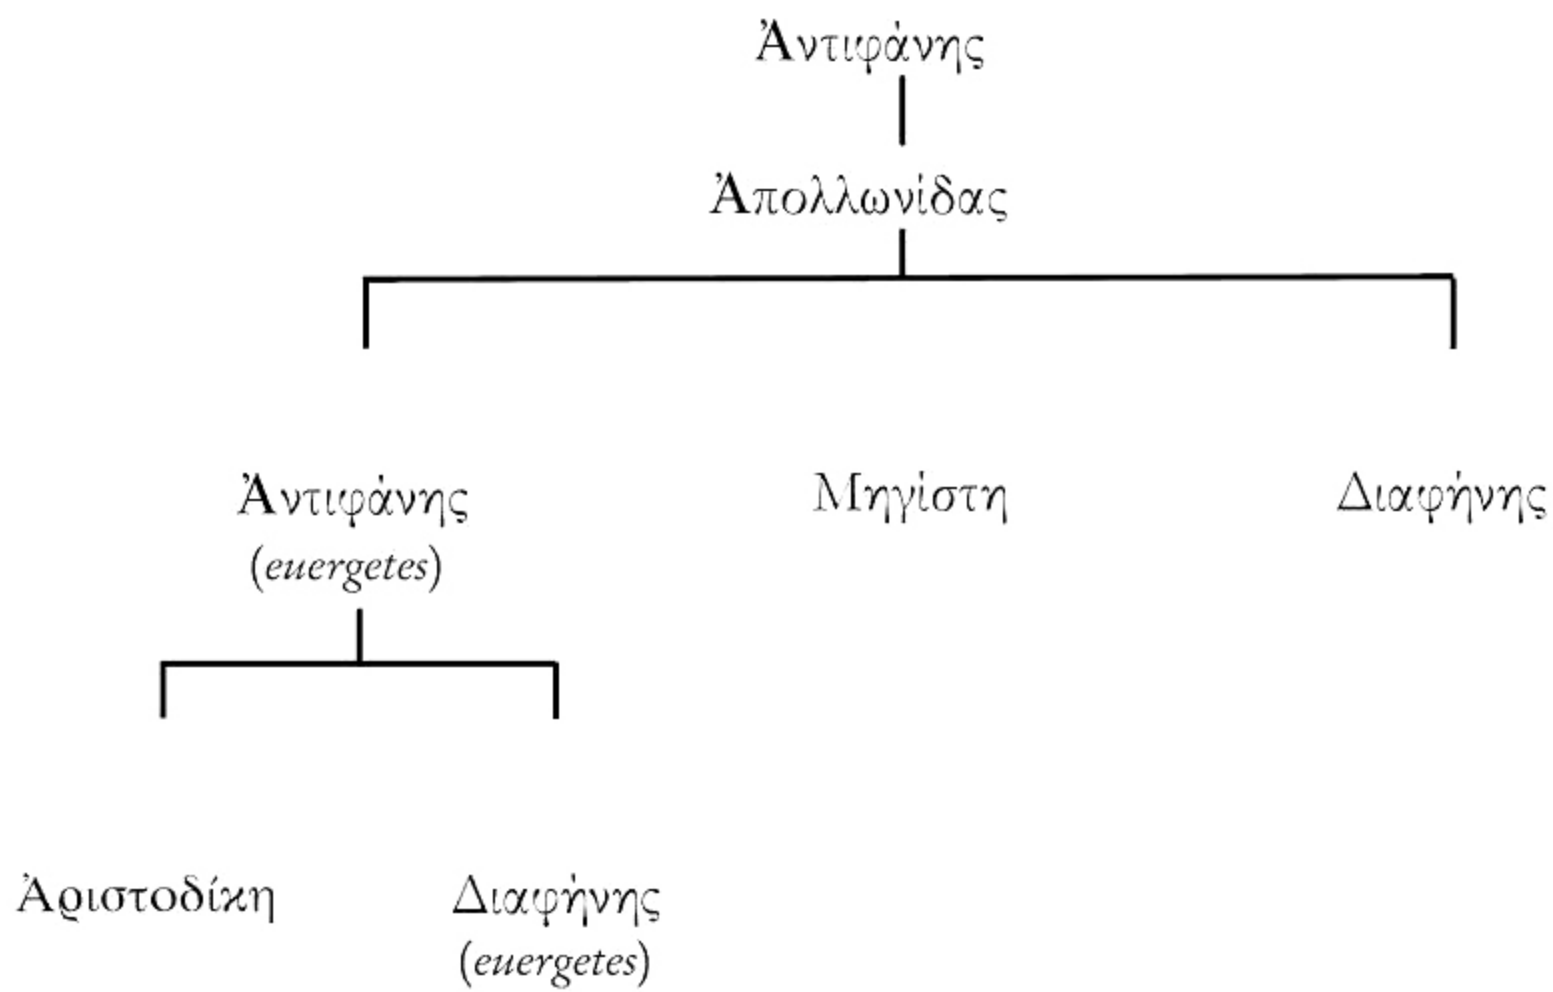 Ἀντιφάνης
Ἀπολλωνίδας
Ἀντιφάνης Μηγίστη Διαφήνης
(euergetes)
Ἀριστοδίκη Διαφήνης
(euergetes)